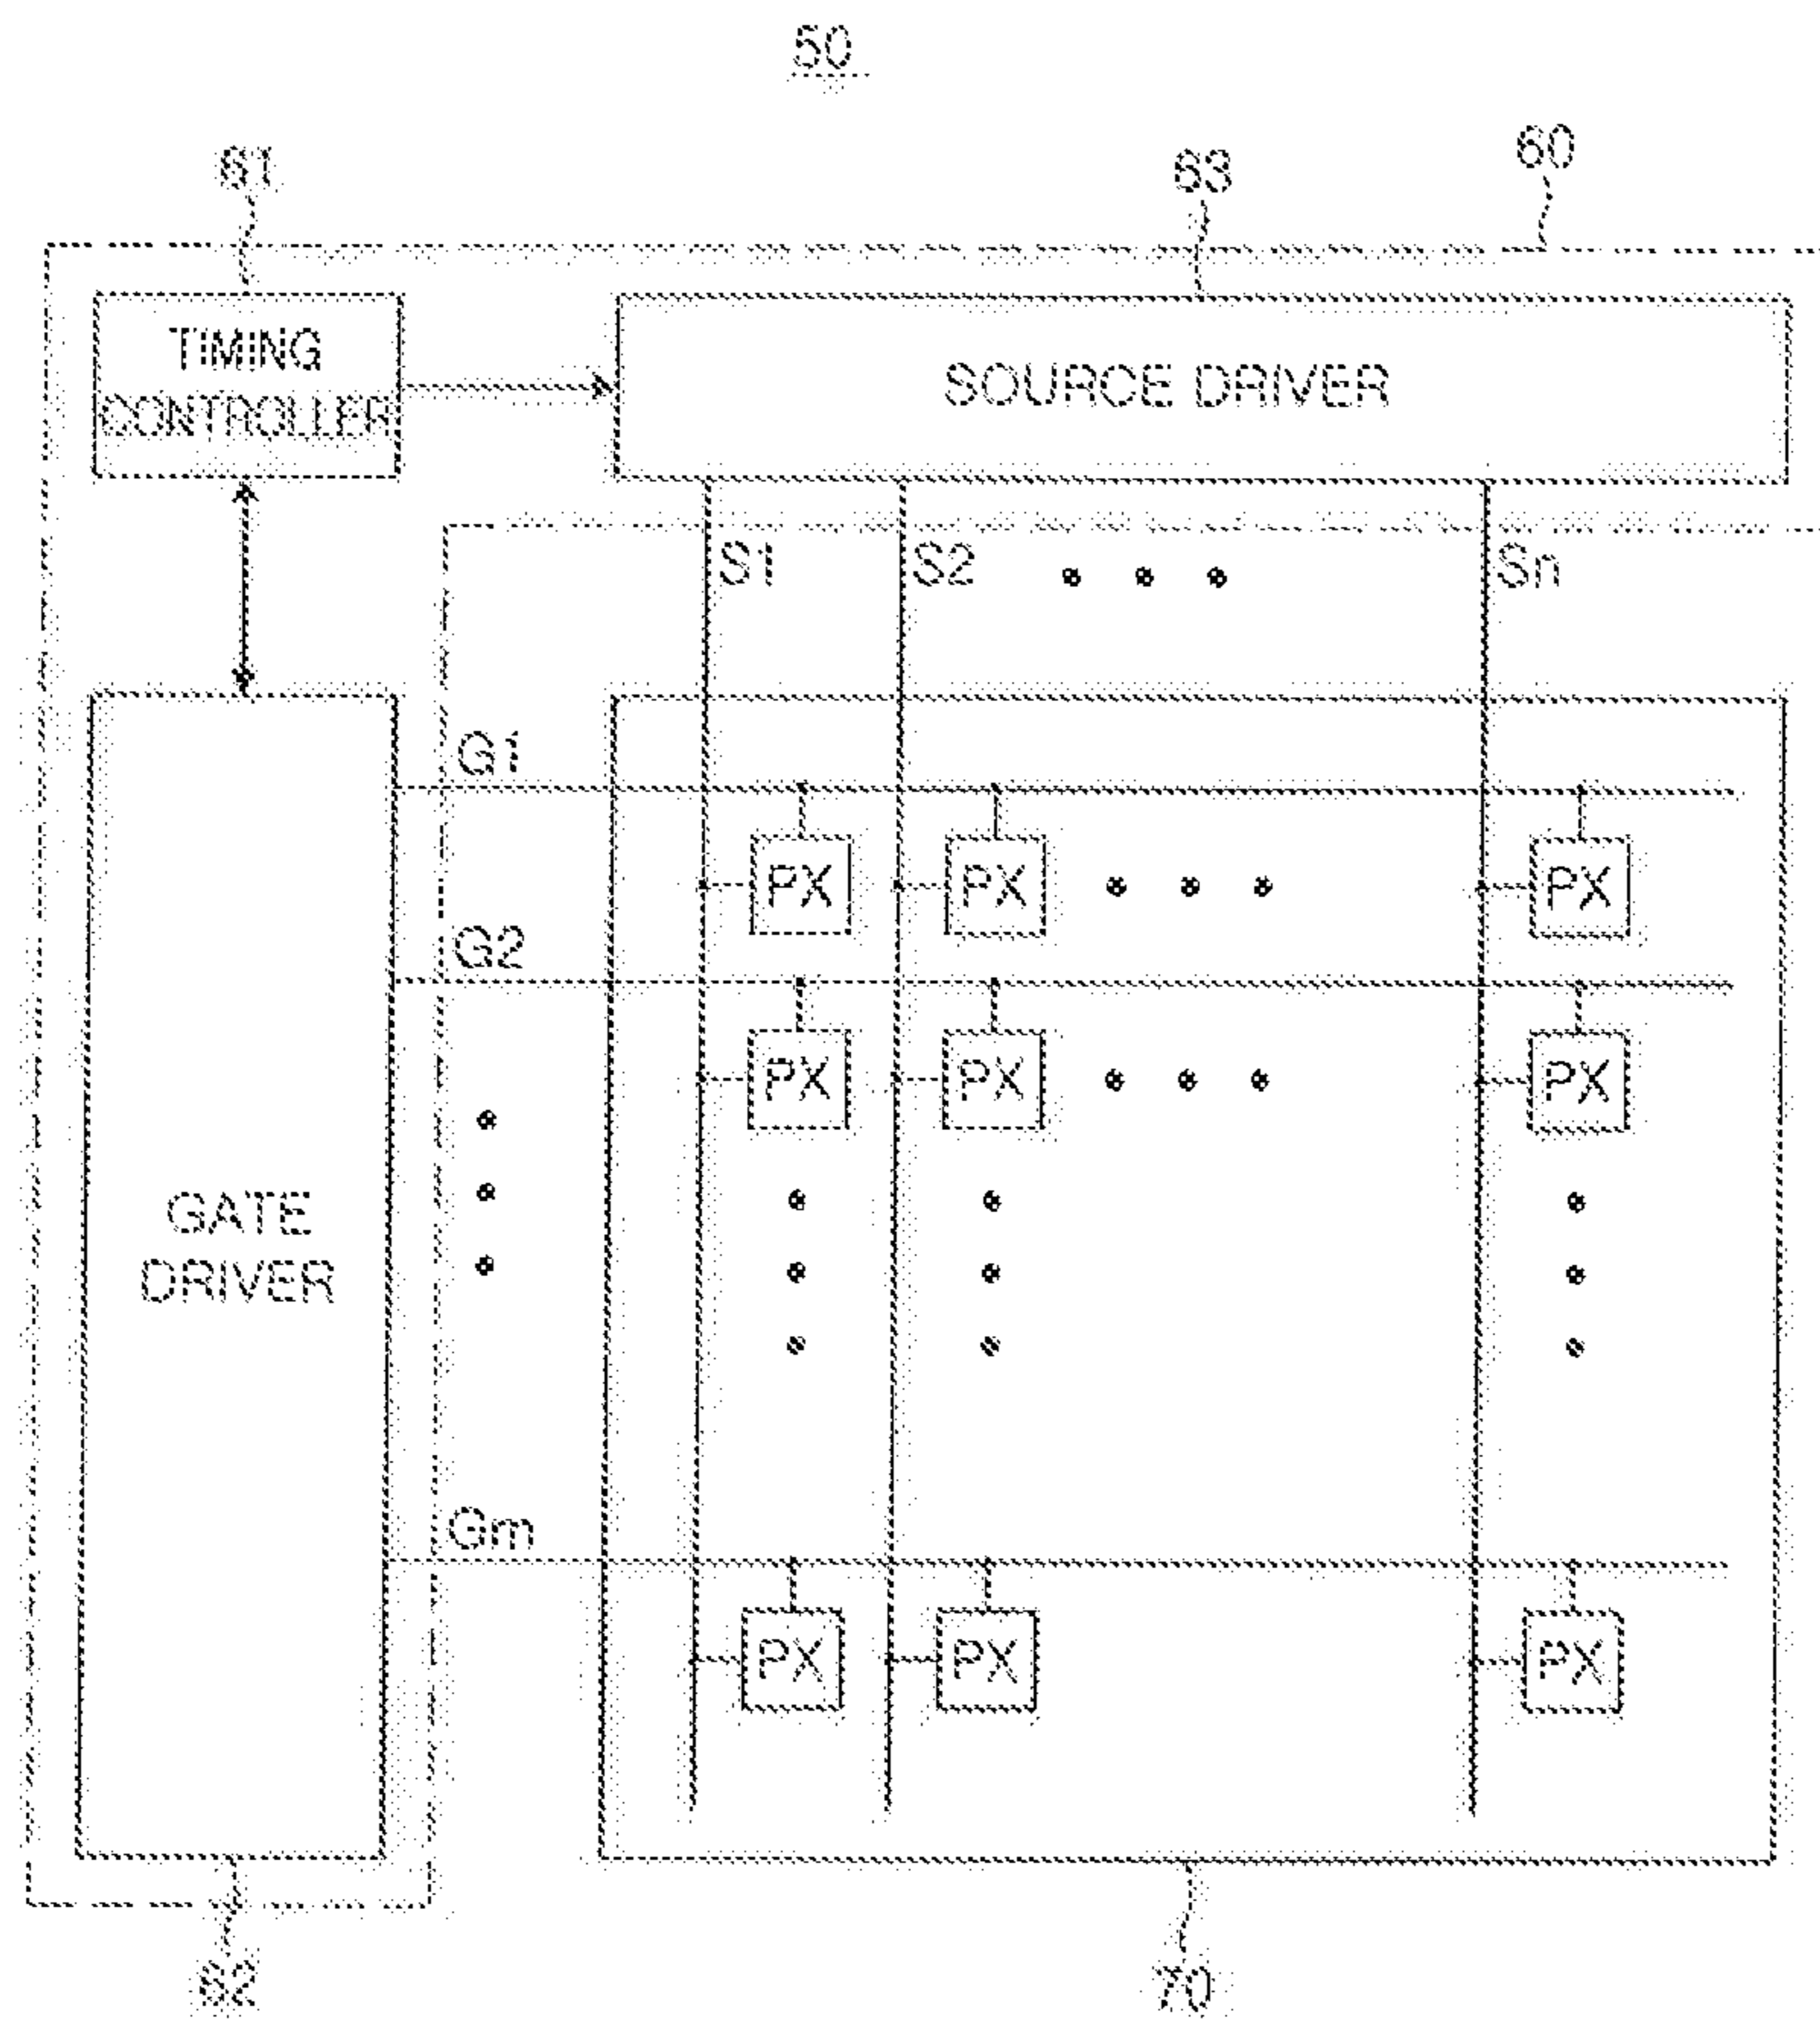 50
61
63
60
TIMING
CONTROLLER
SOURCE DRIVER
S1
S2
Sn
G1
PX
PX
PX
G2
PX
PX
PX
GATE
DRIVER
Gm
PX
PX
PX
62
70